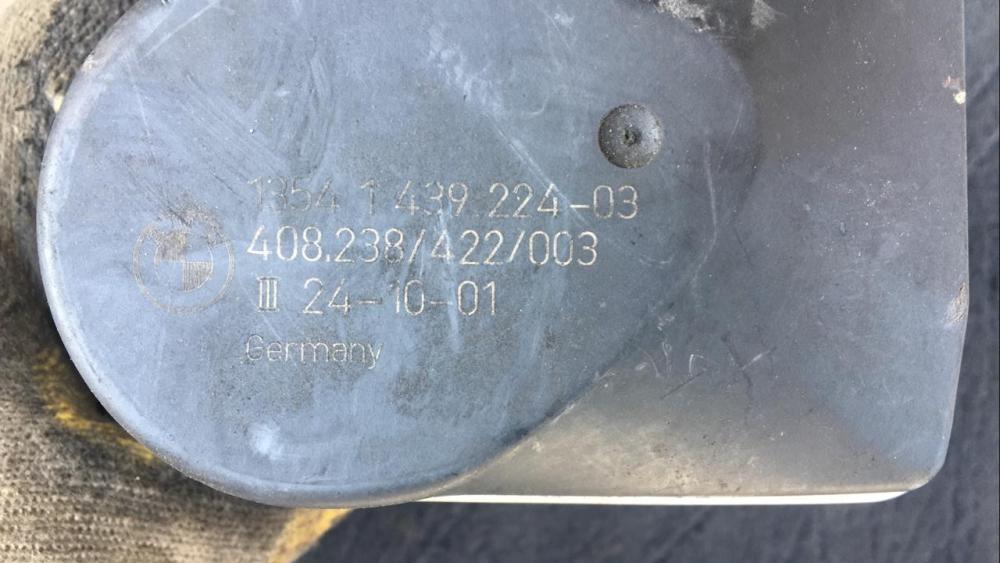 1354 1 439 224-03
408.238/422/003
III 24-10-01
Germany